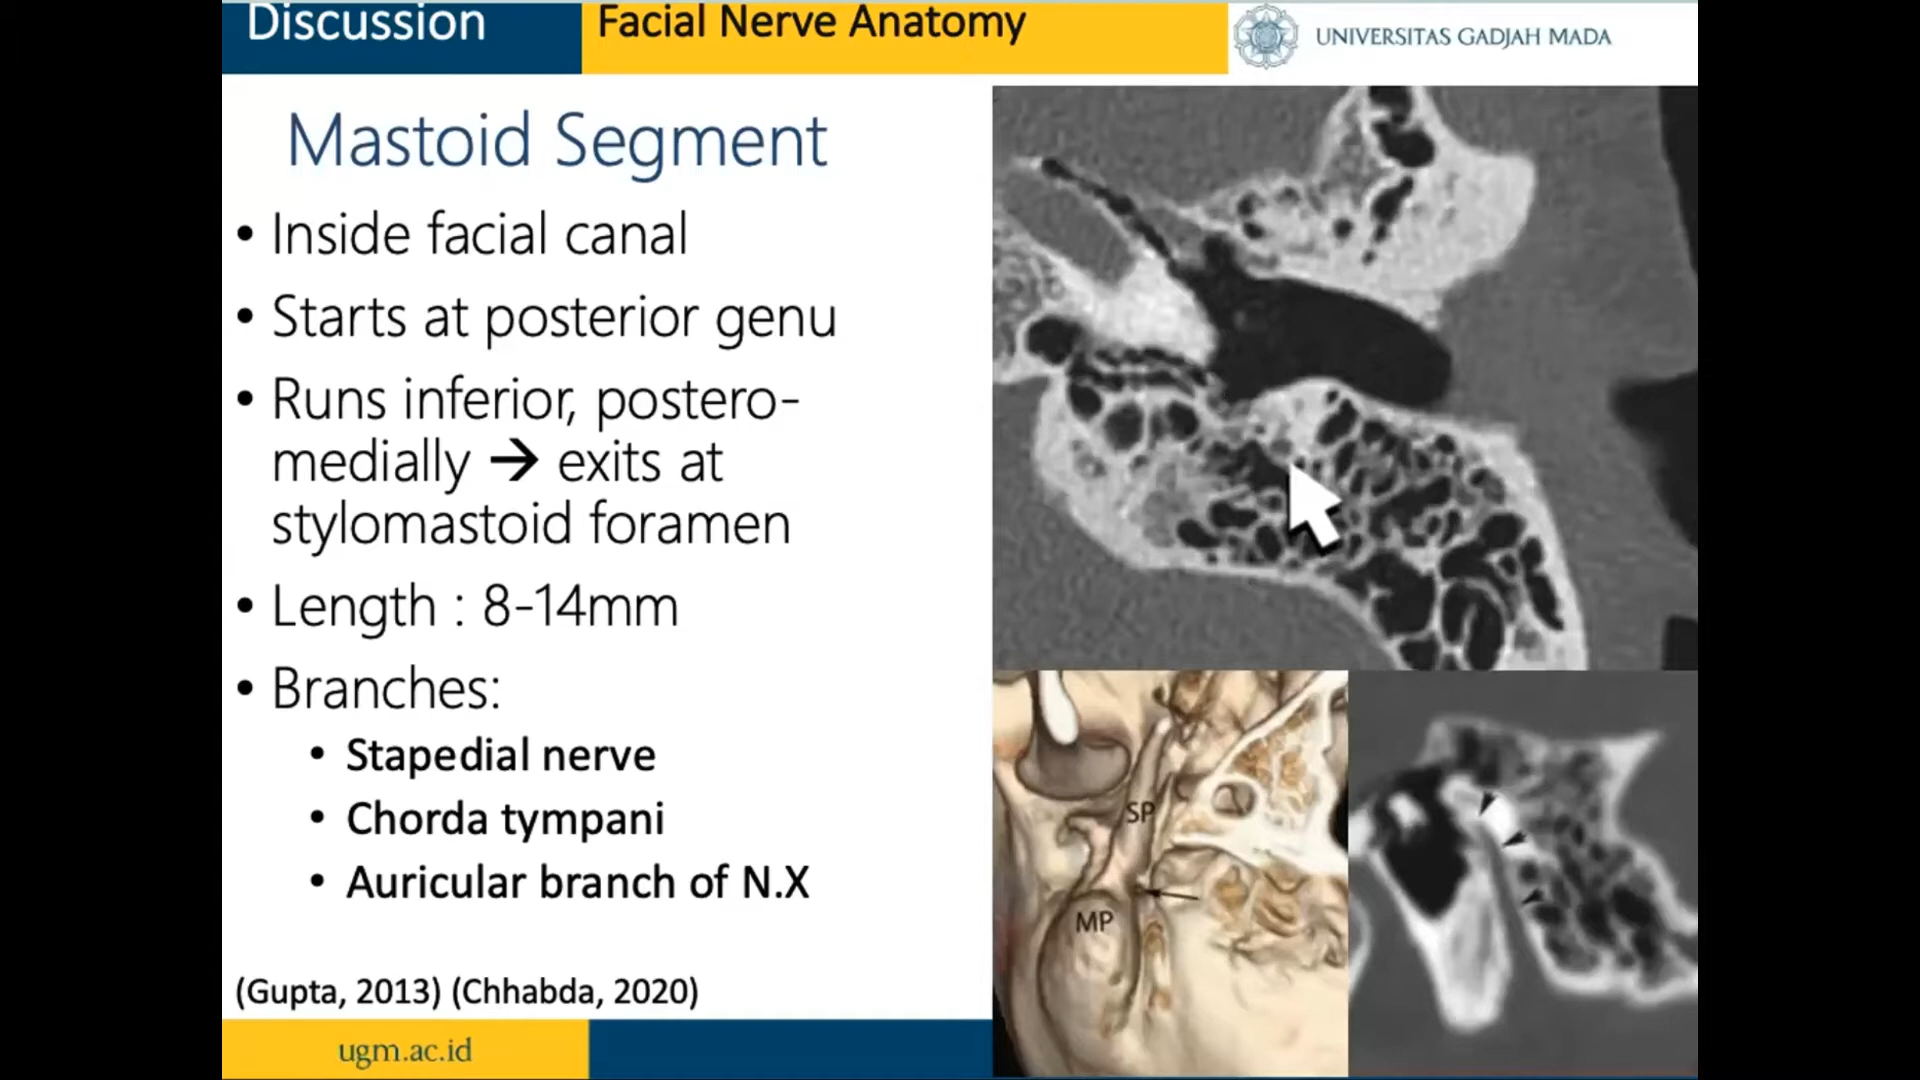 Discussion
Facial Nerve Anatomy
UNIVERSITAS GADJAH MADA
Mastoid Segment
• Inside facial canal
• Starts at posterior genu
• Runs inferior, postero-
medially → exits at
stylomastoid foramen
• Length : 8-14mm
• Branches:
• Stapedial nerve
• Chorda tympani
• Auricular branch of N.X
(Gupta, 2013) (Chhabda, 2020)
ugm.ac.id
SP
MP